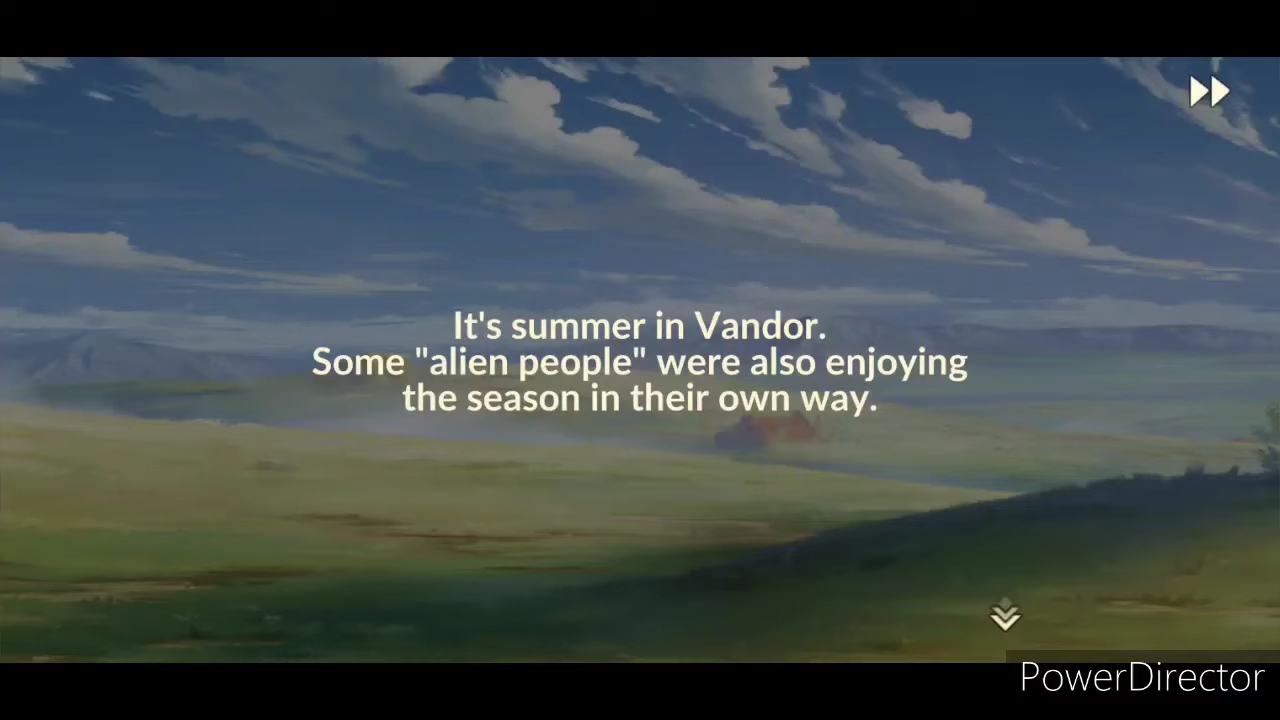 It's summer in Vandor.
Some "alien people" were also enjoying
the season in their own way.
PowerDirector